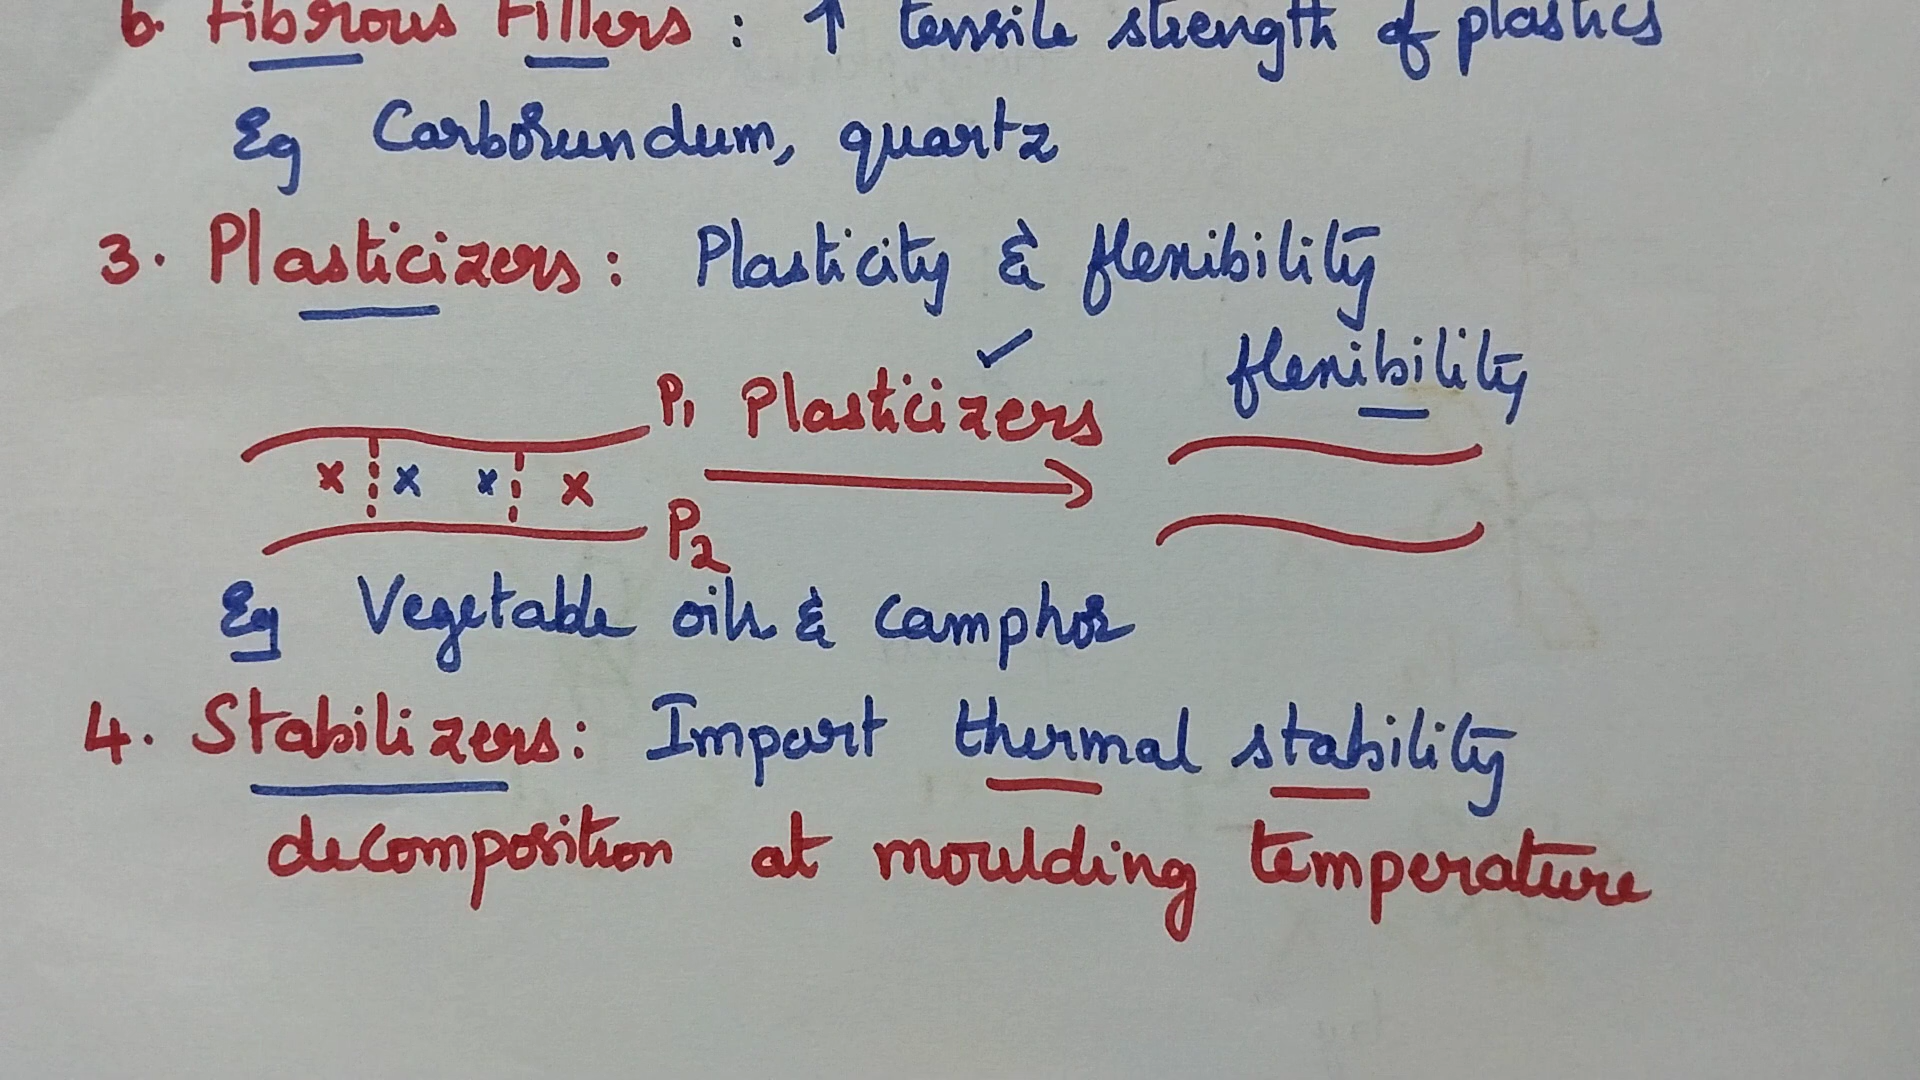 b. Fibrous Fillers : ↑ tensile strength of plastics
Eg Carborundum, quartz
3. Plasticizers : Plasticity & flexibility
flexibility
P1 Plasticizers
x x x x
P2
Eg Vegetable oils & camphor
4. Stabilizers : Impart thermal stability
decomposition at moulding temperature